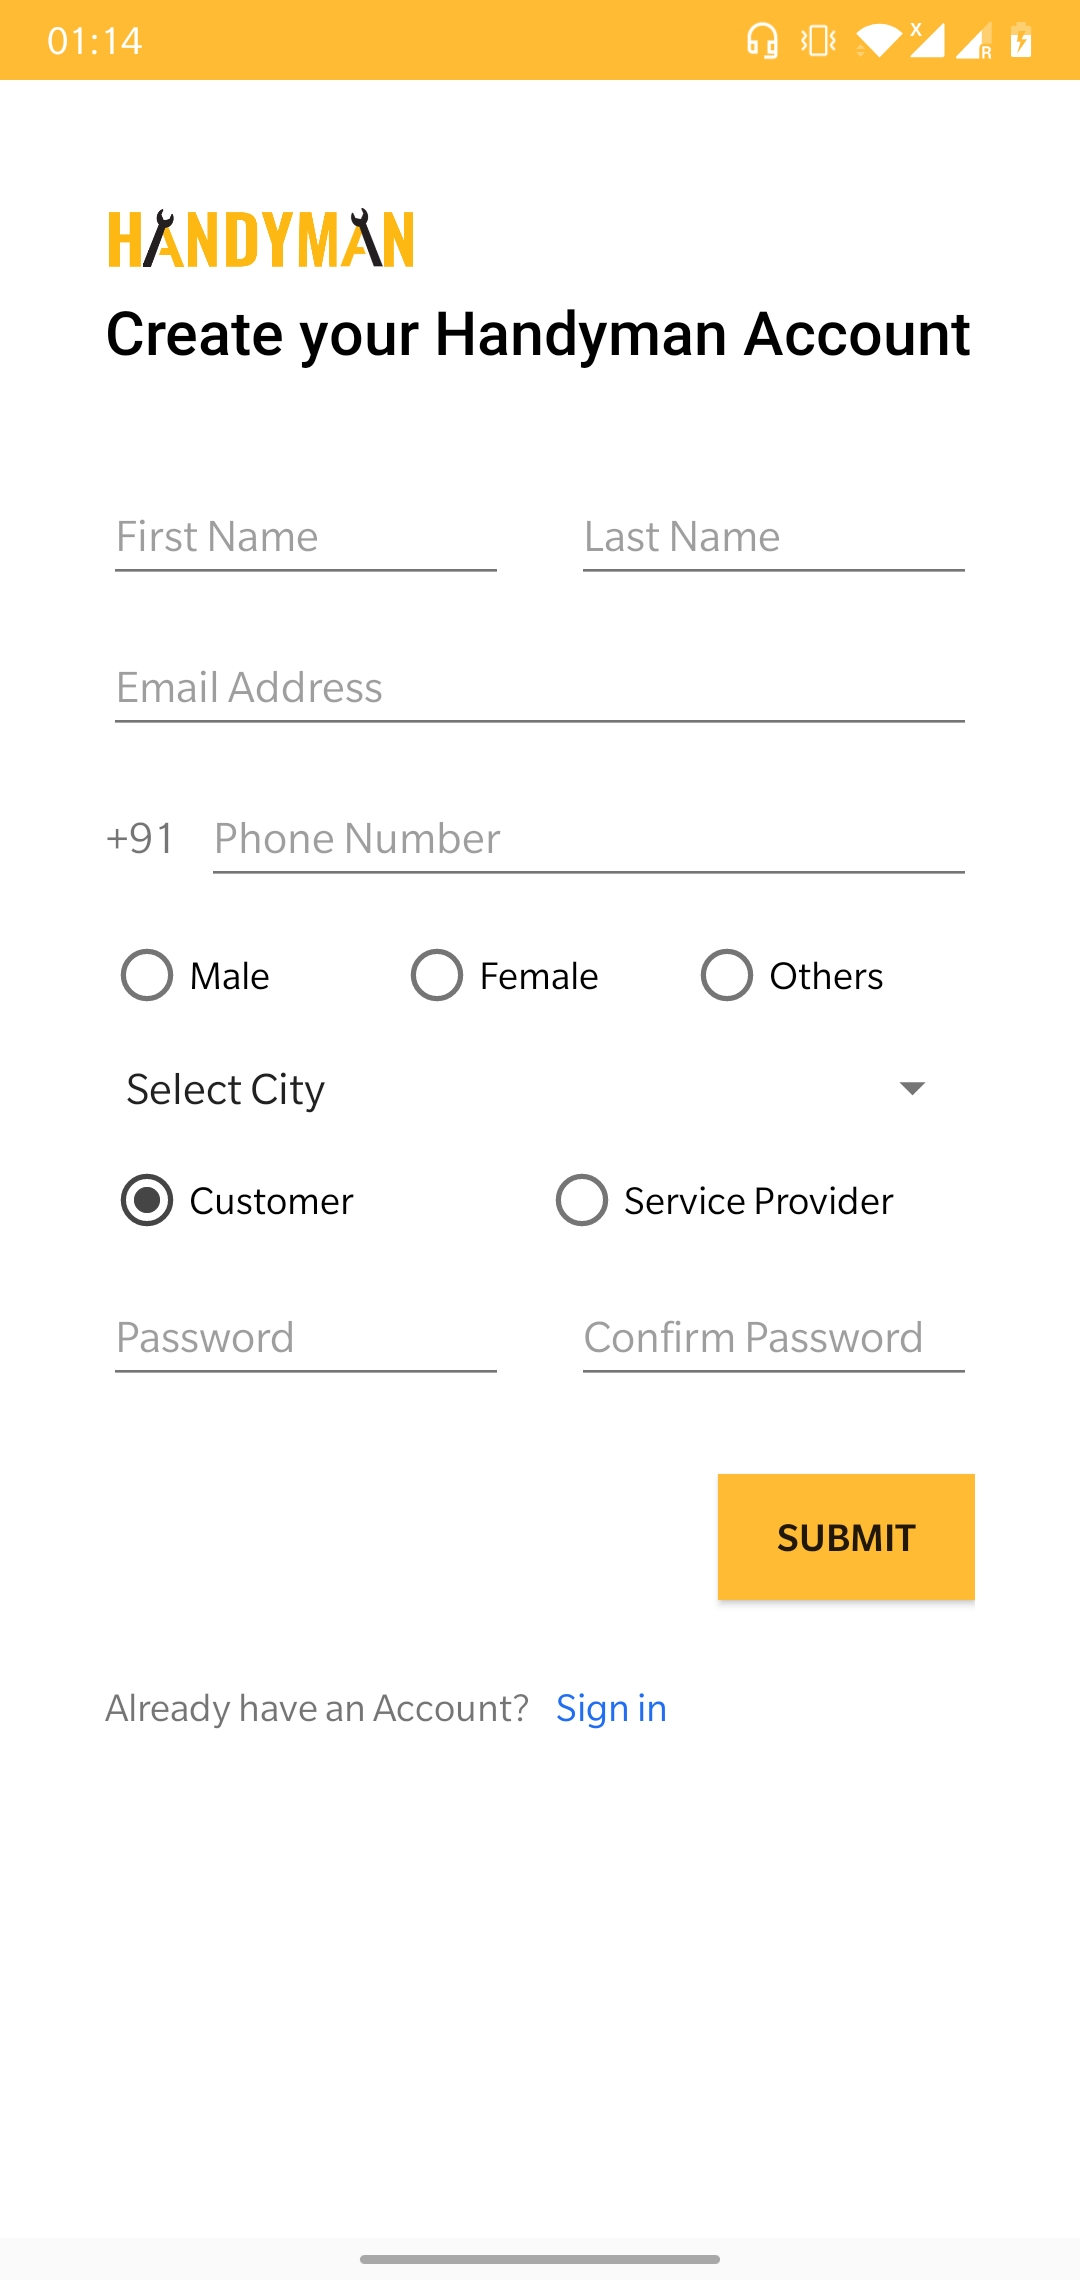 01:14
HANDYMAN
Create your Handyman Account
First Name Last Name
Email Address
+91 Phone Number
Male Female Others
Select City
Customer Service Provider
Password Confirm Password
SUBMIT
Already have an Account? Sign in